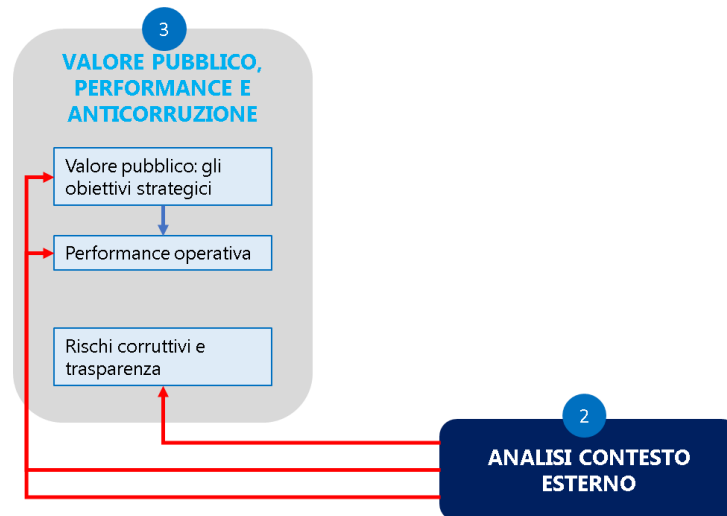 3
VALORE PUBBLICO,
PERFORMANCE E
ANTICORRUZIONE
Valore pubblico: gli
obiettivi strategici
Performance operativa
Rischi corruttivi e
trasparenza
2
ANALISI CONTESTO
ESTERNO